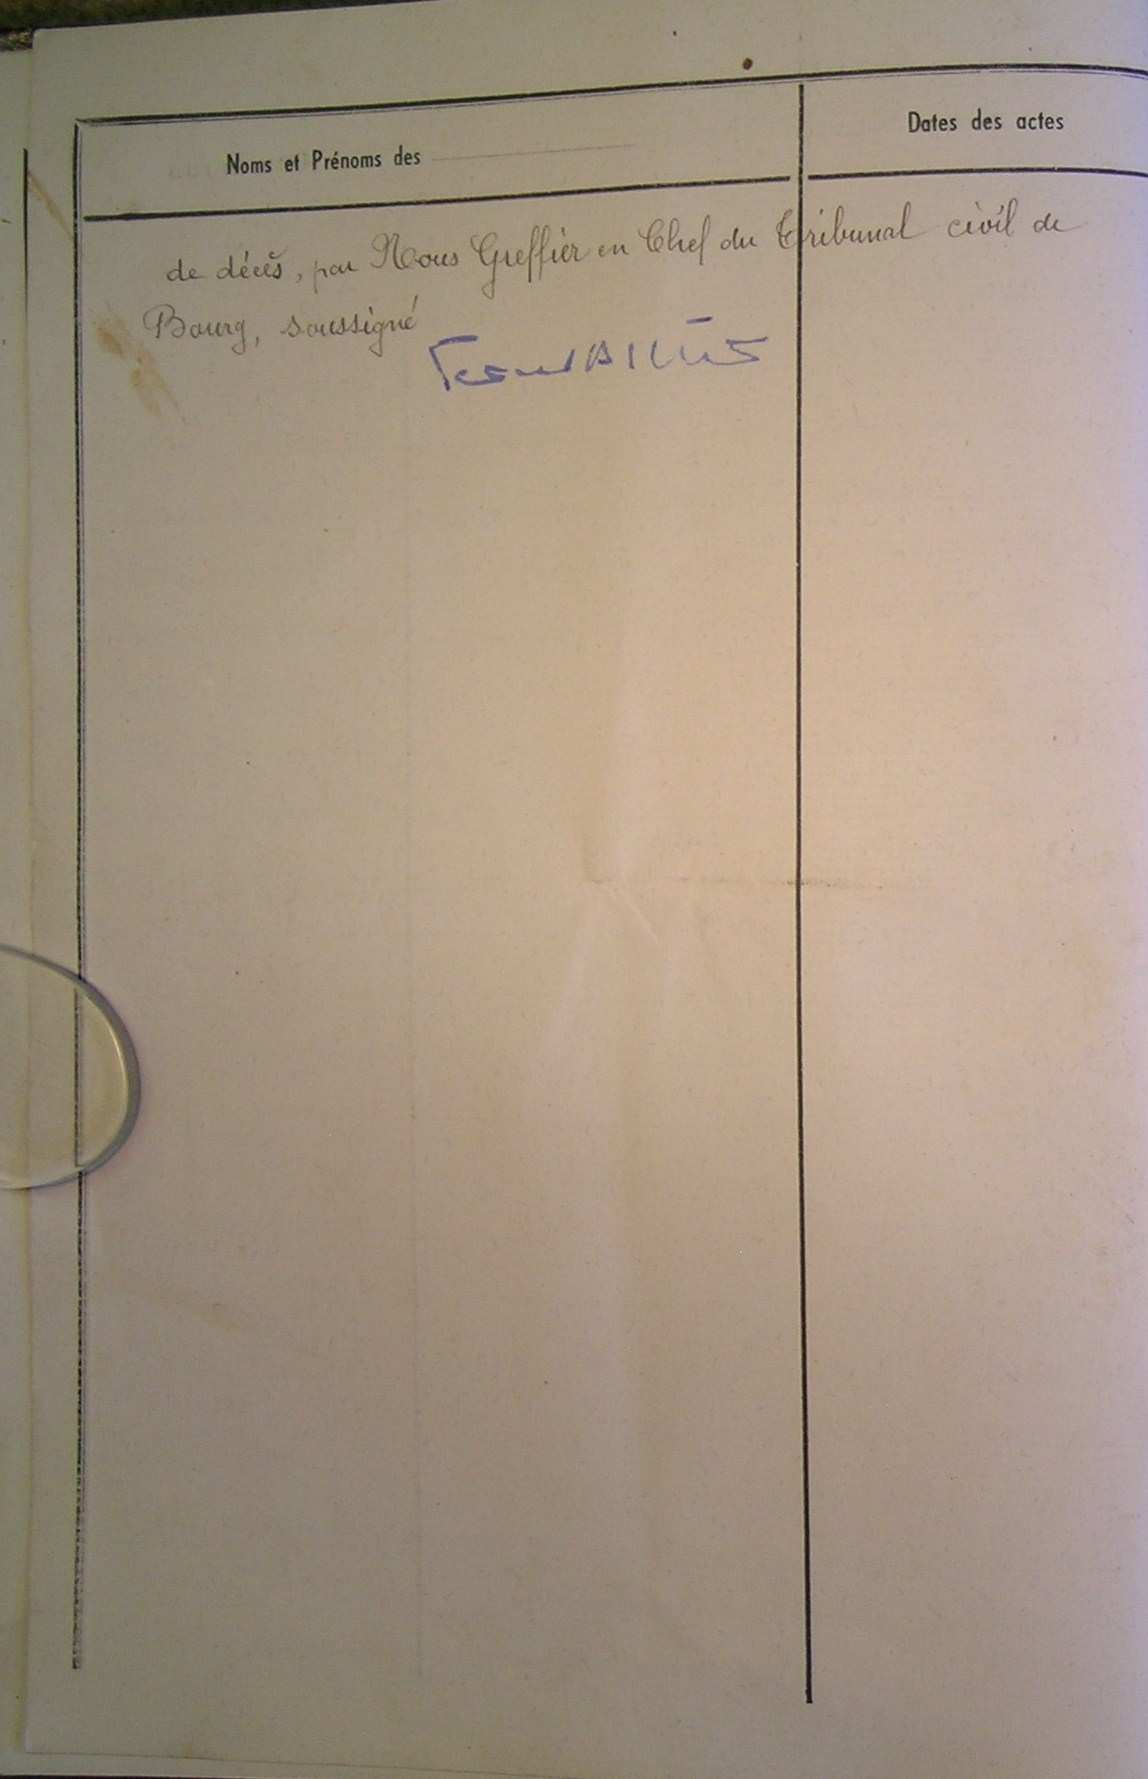 Noms et Prénoms des
Dates des actes
de décès, par Nous Greffier en Chef du Tribunal civil de
Bourg, soussigné